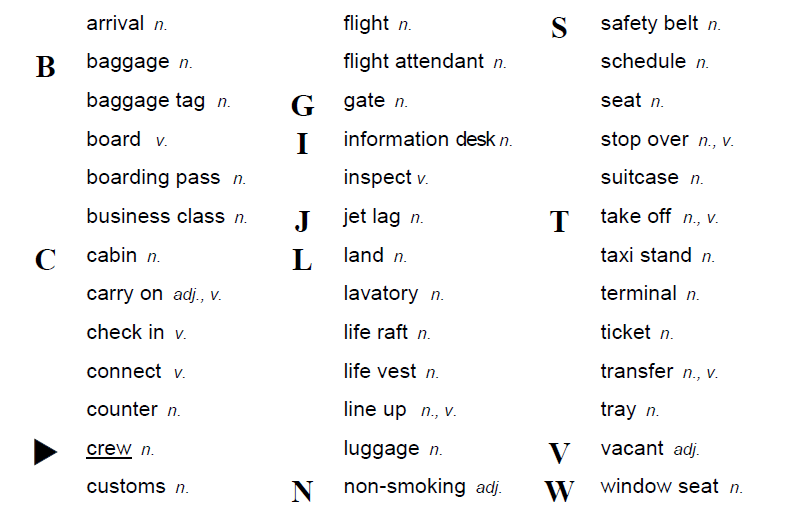 arrival n.
B baggage n.
baggage tag n.
board v.
boarding pass n.
business class n.
C cabin n.
carry on adj., v.
check in v.
connect v.
counter n.
crew n.
customs n.
flight n.
flight attendant n.
G gate n.
I information desk n.
inspect v.
J jet lag n.
L land n.
lavatory n.
life raft n.
life vest n.
line up n., v.
luggage n.
N non-smoking adj.
S safety belt n.
schedule n.
seat n.
stop over n., v.
suitcase n.
T take off n., v.
taxi stand n.
terminal n.
ticket n.
transfer n., v.
tray n.
V vacant adj.
W window seat n.